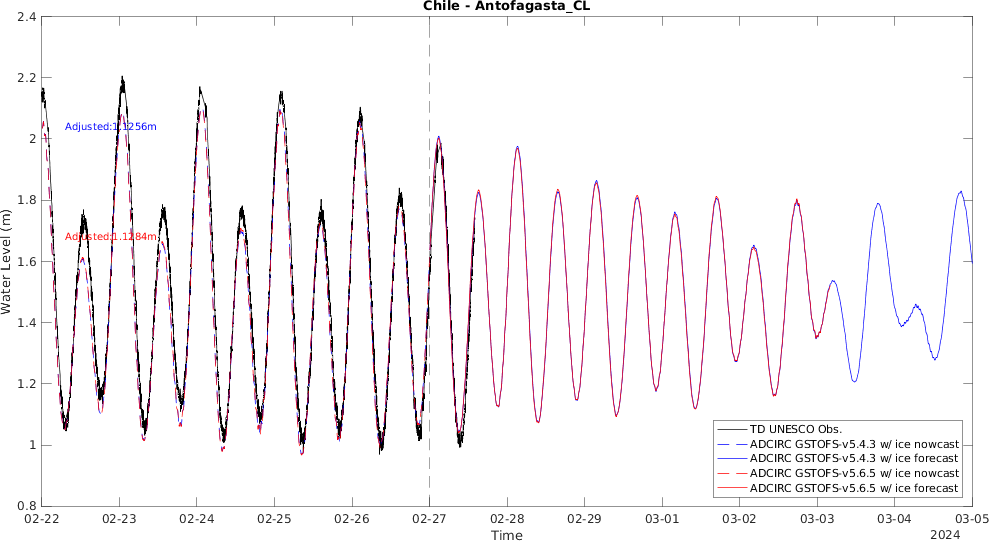 Chile - Antofagasta_CL
2.4
2.2
2
1.8
1.6
1.4
1.2
1
0.8
Water Level (m)
Adjusted:1.1256m
Adjusted:1.1284m
TD UNESCO Obs.
ADCIRC GSTOFS-v5.4.3 w/ ice nowcast
ADCIRC GSTOFS-v5.4.3 w/ ice forecast
ADCIRC GSTOFS-v5.6.5 w/ ice nowcast
ADCIRC GSTOFS-v5.6.5 w/ ice forecast
02-22 02-23 02-24 02-25 02-26 02-27 02-28 02-29 03-01 03-02 03-03 03-04 03-05
Time
2024